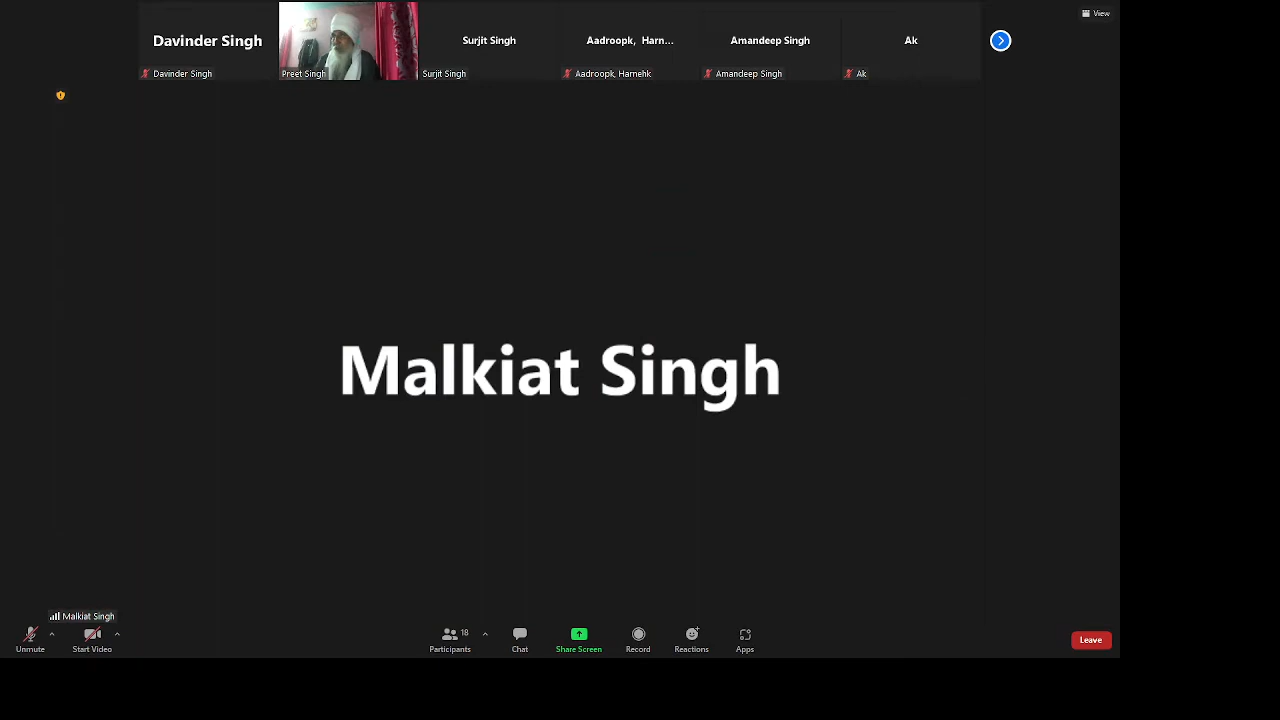 View
Davinder Singh
Surjit Singh
Aadroopk, Harn...
Amandeep Singh
Ak
Davinder Singh
Preet Singh
Surjit Singh
Aadroopk, Harnehk
Amandeep Singh
Ak
Malkiat Singh
Malkiat Singh
18
Unmute
Start Video
Participants
Chat
Share Screen
Record
Reactions
Apps
Leave